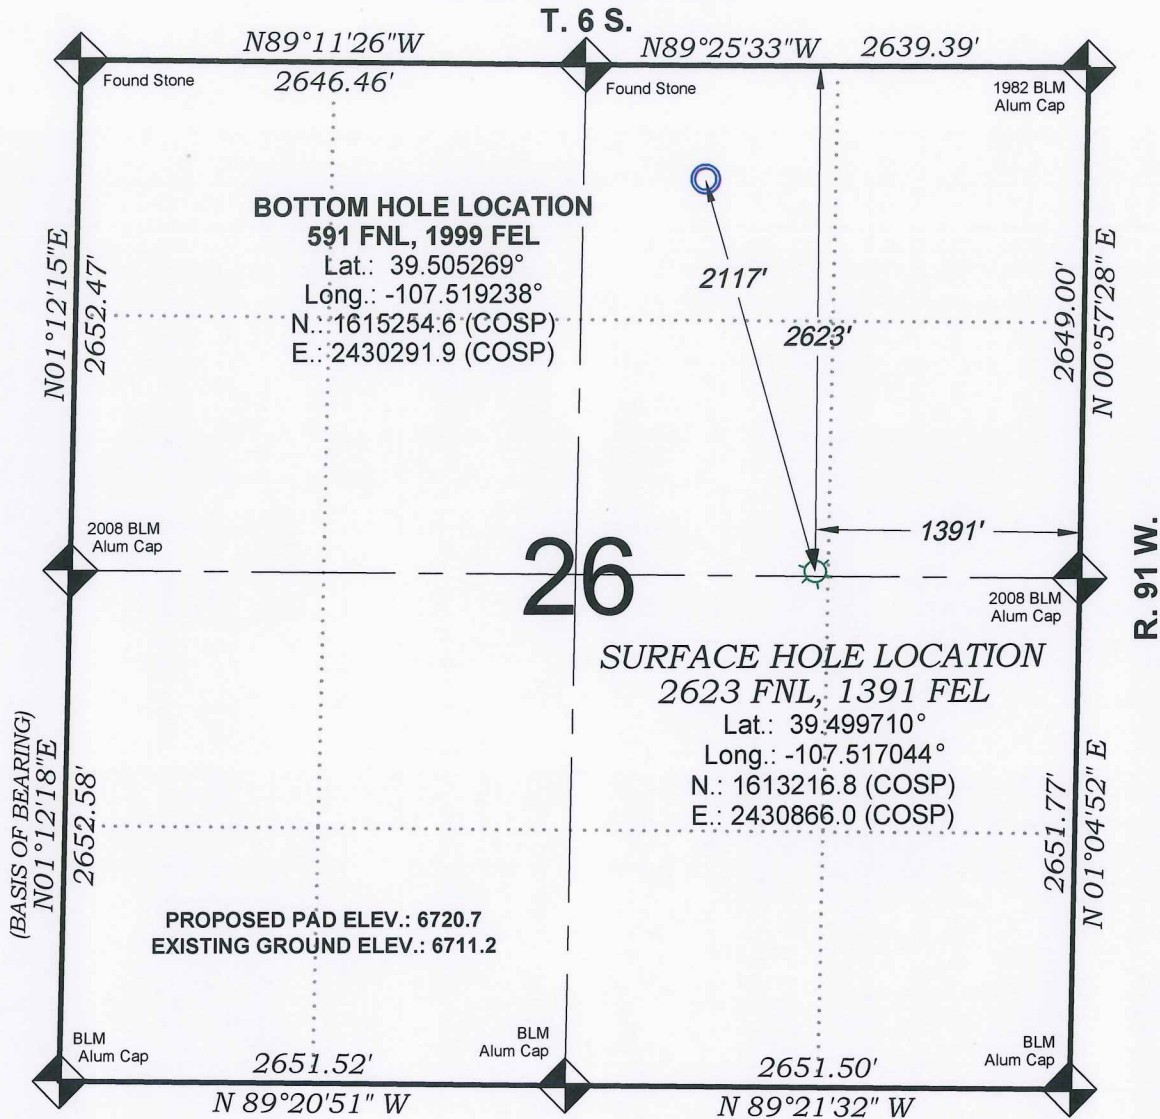 T. 6 S.
N89°11'26"W
N89°25'33"W 2639.39'
Found Stone
2646.46'
Found Stone
1982 BLM
Alum Cap
BOTTOM HOLE LOCATION
591 FNL, 1999 FEL
Lat.: 39.505269°
Long.: -107.519238°
N.: 1615254.6 (COSP)
E.: 2430291.9 (COSP)
N01°12'15"E
2652.47'
2117'
2623'
2649.00'
N 00°57'28" E
2008 BLM
Alum Cap
1391'
26
2008 BLM
Alum Cap
R. 91 W.
SURFACE HOLE LOCATION
2623 FNL, 1391 FEL
Lat.: 39.499710°
Long.: -107.517044°
N.: 1613216.8 (COSP)
E.: 2430866.0 (COSP)
(BASIS OF BEARING)
N01°12'18"E
2652.58'
2651.77'
N 01°04'52" E
PROPOSED PAD ELEV.: 6720.7
EXISTING GROUND ELEV.: 6711.2
BLM
Alum Cap
2651.52'
BLM
Alum Cap
2651.50'
BLM
Alum Cap
N 89°20'51" W
N 89°21'32" W